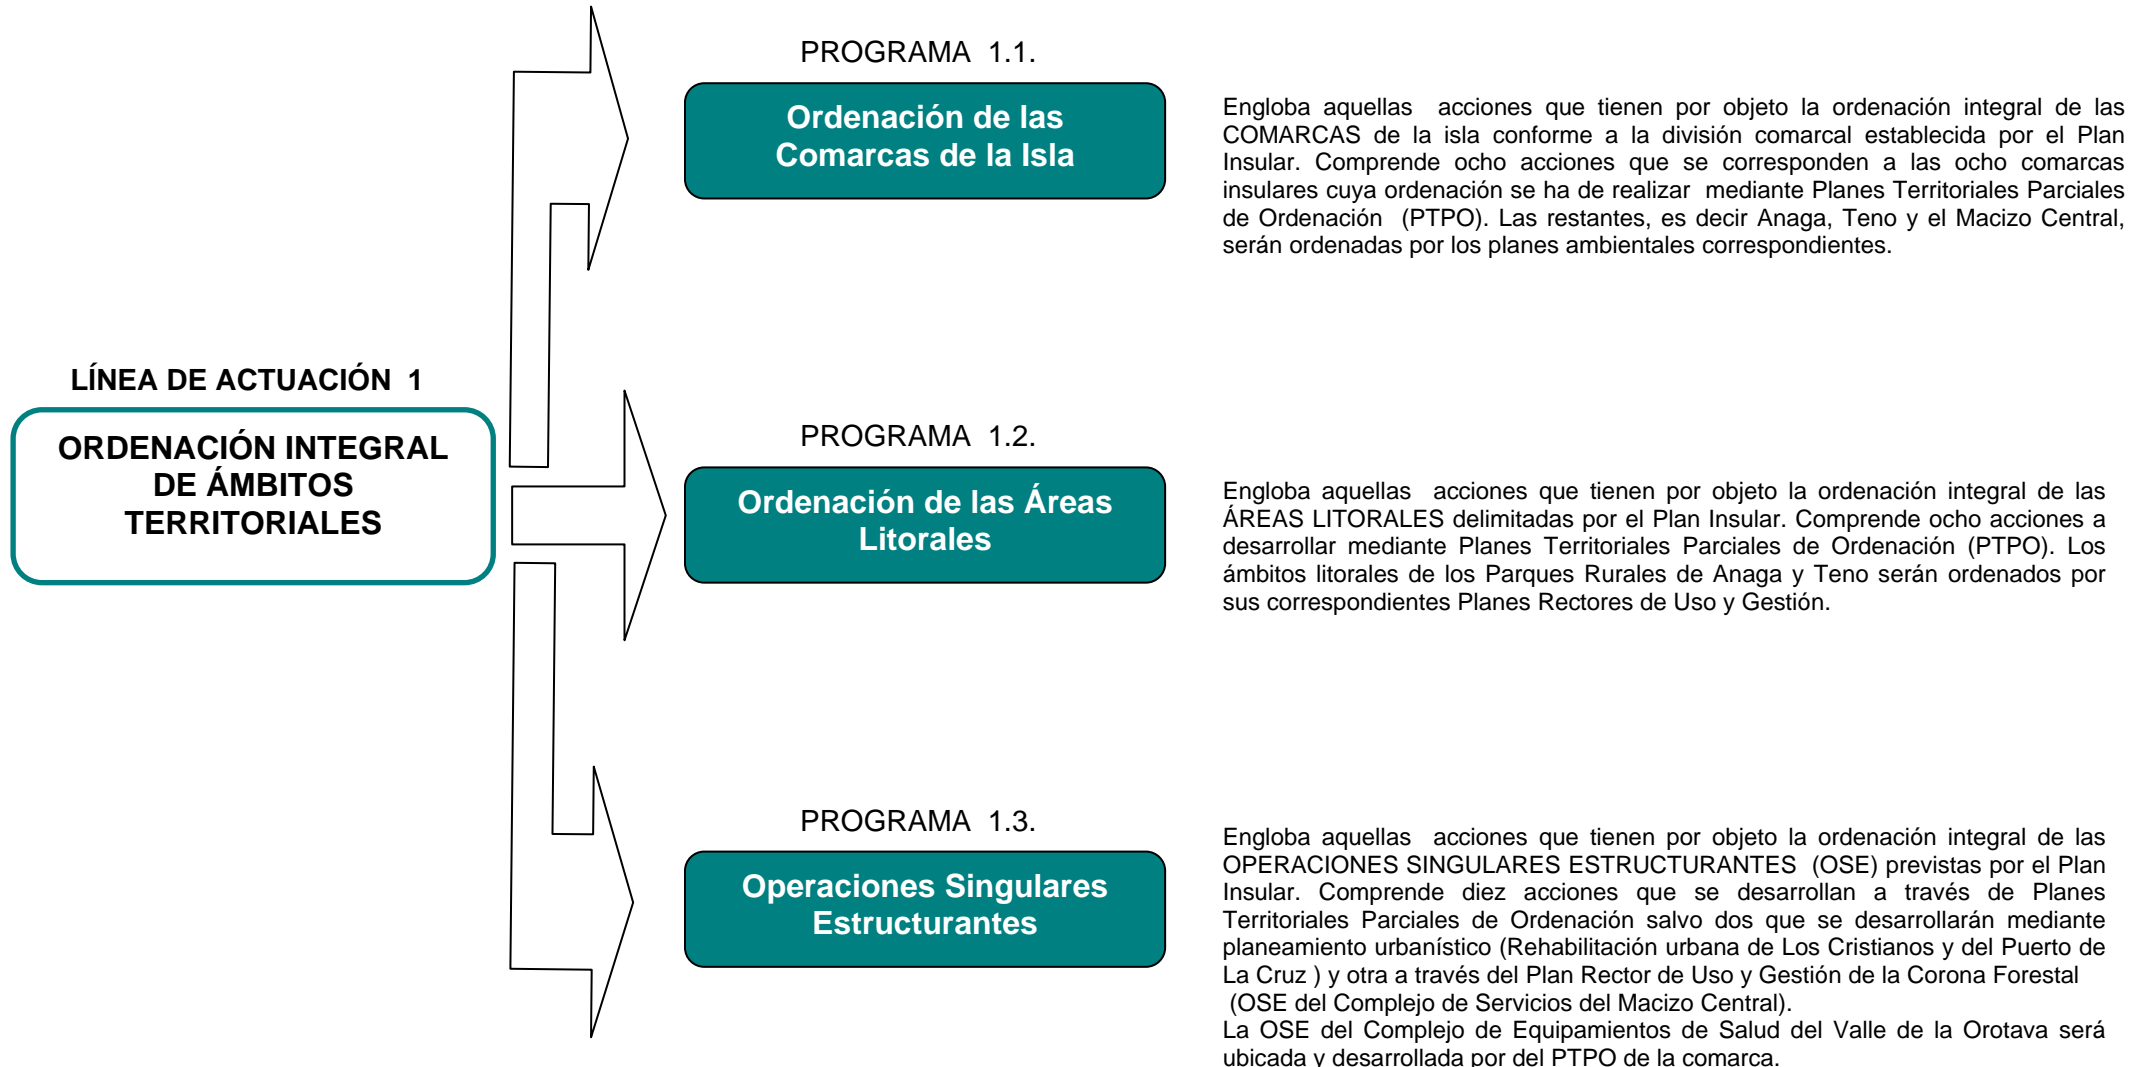 LÍNEA DE ACTUACIÓN 1
ORDENACIÓN INTEGRAL
DE ÁMBITOS
TERRITORIALES
PROGRAMA 1.1.
Ordenación de las
Comarcas de la Isla
Engloba aquellas acciones que tienen por objeto la ordenación integral de las
COMARCAS de la isla conforme a la división comarcal establecida por el Plan
Insular. Comprende ocho acciones que se corresponden a las ocho comarcas
insulares cuya ordenación se ha de realizar mediante Planes Territoriales Parciales
de Ordenación (PTPO). Las restantes, es decir Anaga, Teno y el Macizo Central,
serán ordenadas por los planes ambientales correspondientes.
PROGRAMA 1.2.
Ordenación de las Áreas
Litorales
Engloba aquellas acciones que tienen por objeto la ordenación integral de las
ÁREAS LITORALES delimitadas por el Plan Insular. Comprende ocho acciones a
desarrollar mediante Planes Territoriales Parciales de Ordenación (PTPO). Los
ámbitos litorales de los Parques Rurales de Anaga y Teno serán ordenados por
sus correspondientes Planes Rectores de Uso y Gestión.
PROGRAMA 1.3.
Operaciones Singulares
Estructurantes
Engloba aquellas acciones que tienen por objeto la ordenación integral de las
OPERACIONES SINGULARES ESTRUCTURANTES (OSE) previstas por el Plan
Insular. Comprende diez acciones que se desarrollan a través de Planes
Territoriales Parciales de Ordenación salvo dos que se desarrollarán mediante
planeamiento urbanístico (Rehabilitación urbana de Los Cristianos y del Puerto de
La Cruz ) y otra a través del Plan Rector de Uso y Gestión de la Corona Forestal
(OSE del Complejo de Servicios del Macizo Central).
La OSE del Complejo de Equipamientos de Salud del Valle de la Orotava será
ubicada y desarrollada por del PTPO de la comarca.